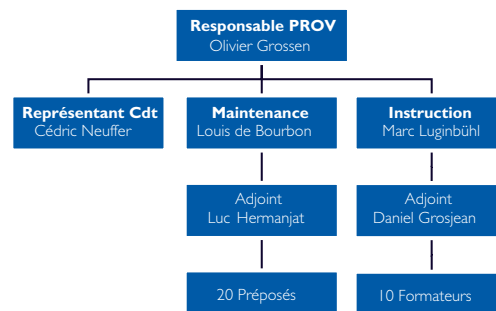 Responsable PROV
Olivier Grossen
Représentant Cdt
Cédric Neuffer
Maintenance
Louis de Bourbon
Instruction
Marc Luginbühl
Adjoint
Luc Hermanjat
Adjoint
Daniel Grosjean
20 Préposés
10 Formateurs